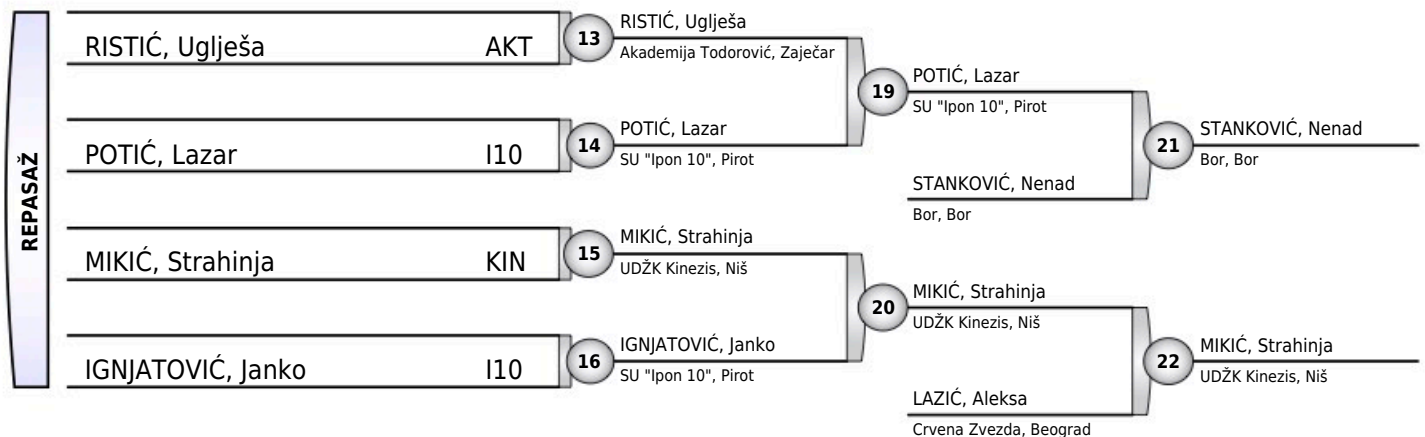 REPASAŽ
RISTIĆ, Uglješa AKT
13
RISTIĆ, Uglješa
Akademija Todorović, Zaječar
POTIĆ, Lazar I10
14
POTIĆ, Lazar
SU "Ipon 10", Pirot
19
POTIĆ, Lazar
SU "Ipon 10", Pirot
STANKOVIĆ, Nenad
Bor, Bor
21
STANKOVIĆ, Nenad
Bor, Bor
MIKIĆ, Strahinja KIN
15
MIKIĆ, Strahinja
UDŽK Kinezis, Niš
IGNJATOVIĆ, Janko I10
16
IGNJATOVIĆ, Janko
SU "Ipon 10", Pirot
20
MIKIĆ, Strahinja
UDŽK Kinezis, Niš
LAZIĆ, Aleksa
Crvena Zvezda, Beograd
22
MIKIĆ, Strahinja
UDŽK Kinezis, Niš